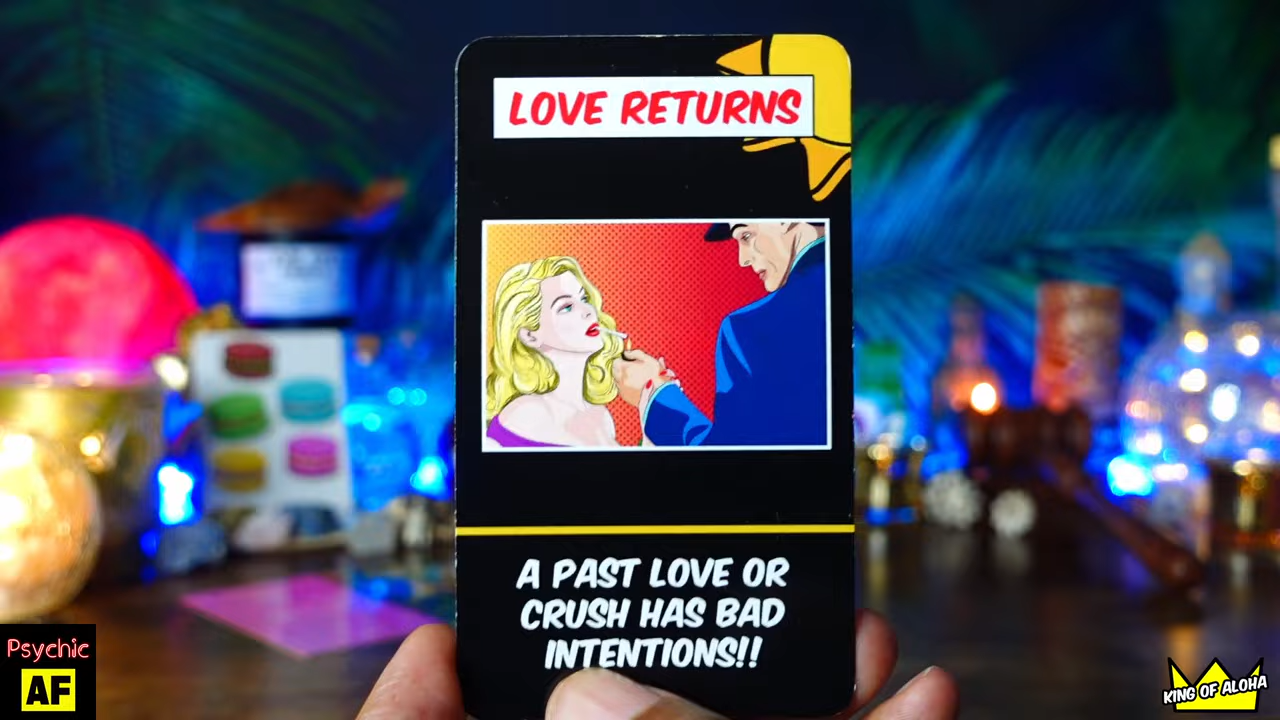 LOVE RETURNS
A PAST LOVE OR
CRUSH HAS BAD
INTENTIONS!!
Psychic
AF
KING OF ALOHA